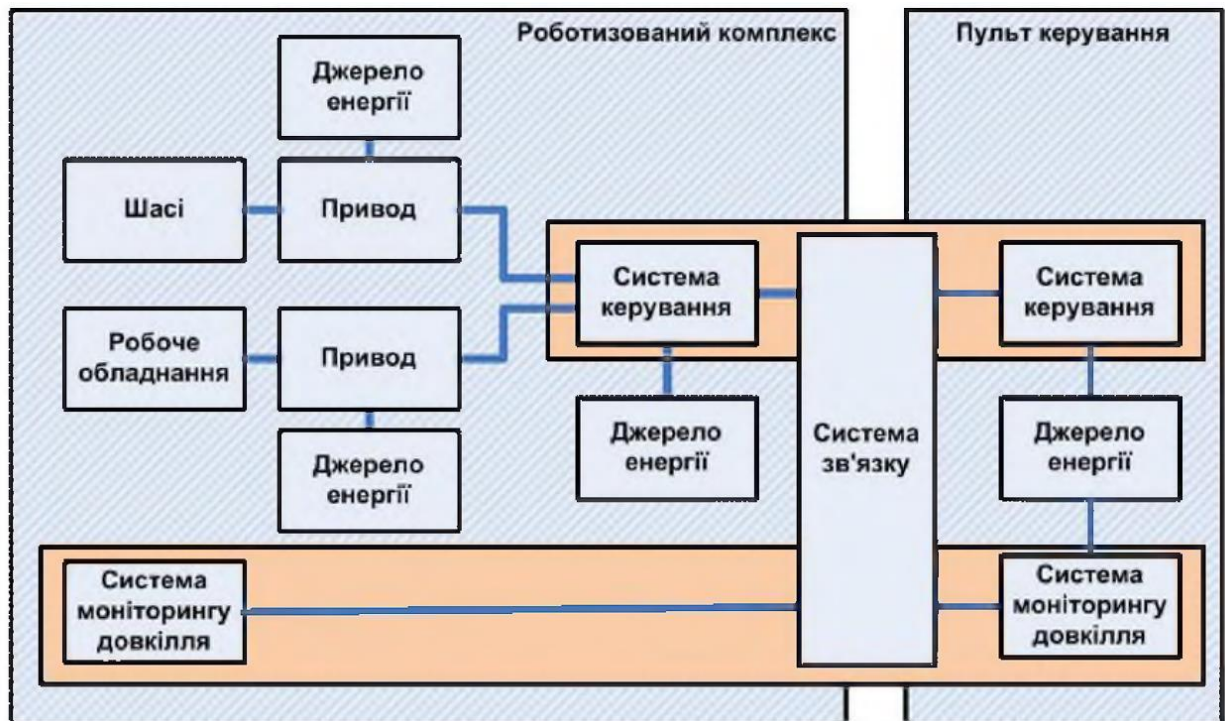 Роботизований комплекс
Пульт керування
Джерело
енергії
Шасі
Привод
Система
керування
Система
керування
Робоче
обладнання
Привод
Джерело
енергії
Джерело
енергії
Система
зв'язку
Джерело
енергії
Система
моніторингу
довкілля
Система
моніторингу
довкілля